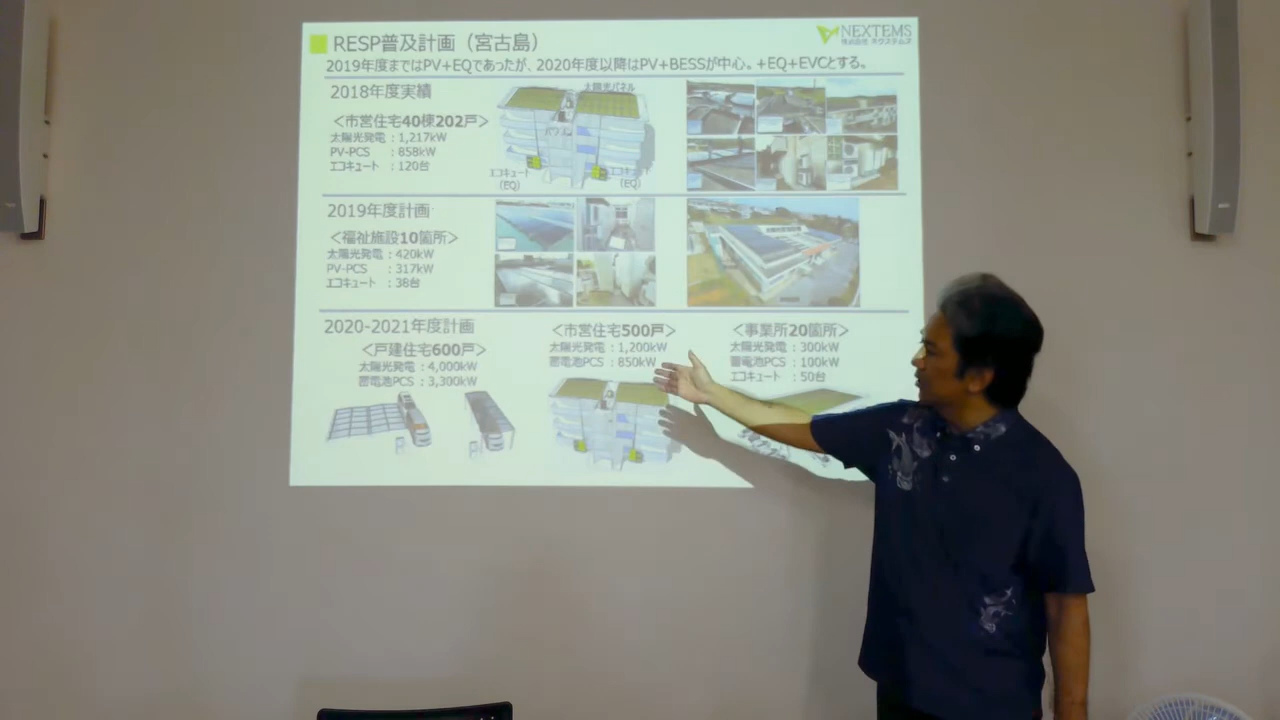 RESP普及計画（宮古島）
NEXTEMS
株式会社 ネクステムズ
2019年度まではPV+EQであったが、2020年度以降はPV+BESSが中心。+EQ+EVCとする。
2018年度実績
＜市営住宅40棟202戸＞
太陽光発電：1,217kW
PV-PCS ：858kW
エコキュート：120台
太陽光パネル
パワコン
エコキュート
(EQ)
エコキュート
(EQ)
2019年度計画
＜福祉施設10箇所＞
太陽光発電：420kW
PV-PCS ：317kW
エコキュート：38台
2020-2021年度計画
＜戸建住宅600戸＞
太陽光発電：4,000kW
蓄電池PCS：3,300kW
＜市営住宅500戸＞
太陽光発電：1,200kW
蓄電池PCS：850kW
＜事業所20箇所＞
太陽光発電：300kW
蓄電池PCS：100kW
エコキュート：50台